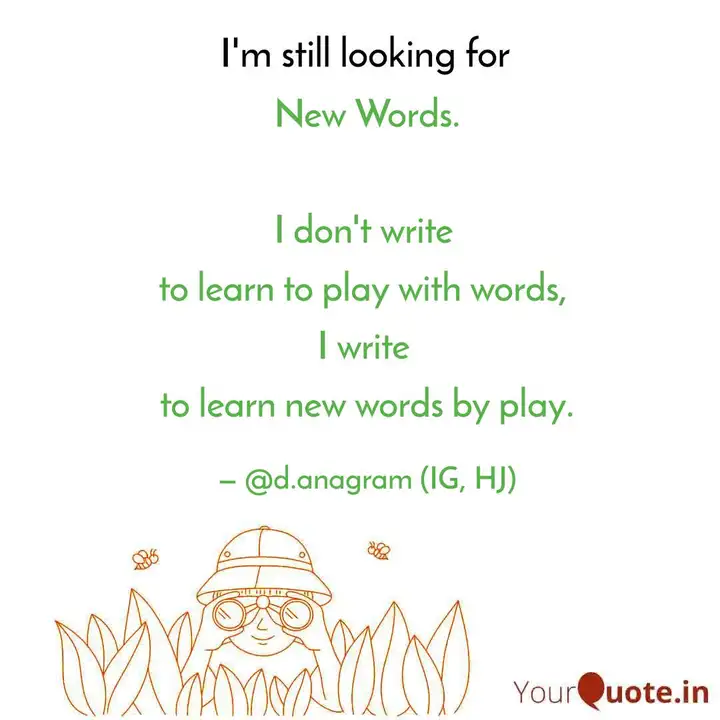 I'm still looking for
New Words.
I don't write
to learn to play with words,
I write
to learn new words by play.
– @d.anagram (IG, HJ)
YourQuote.in